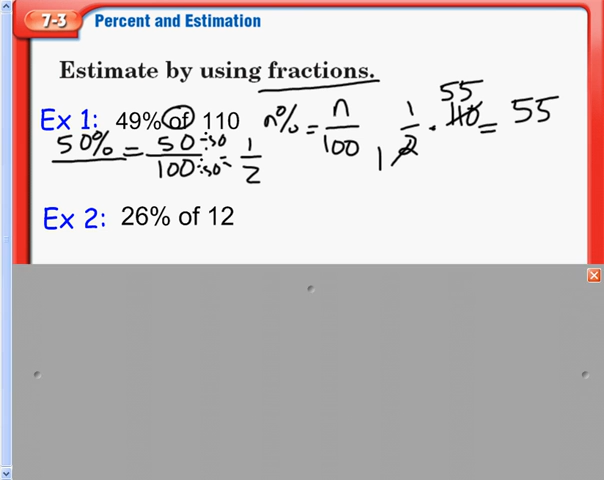 7-3 Percent and Estimation
Estimate by using fractions.
Ex 1: 49% of 110 n% = n/100 1/2 · 110 = 55
55
1
50% = 50÷50/100÷50 = 1/2
Ex 2: 26% of 12